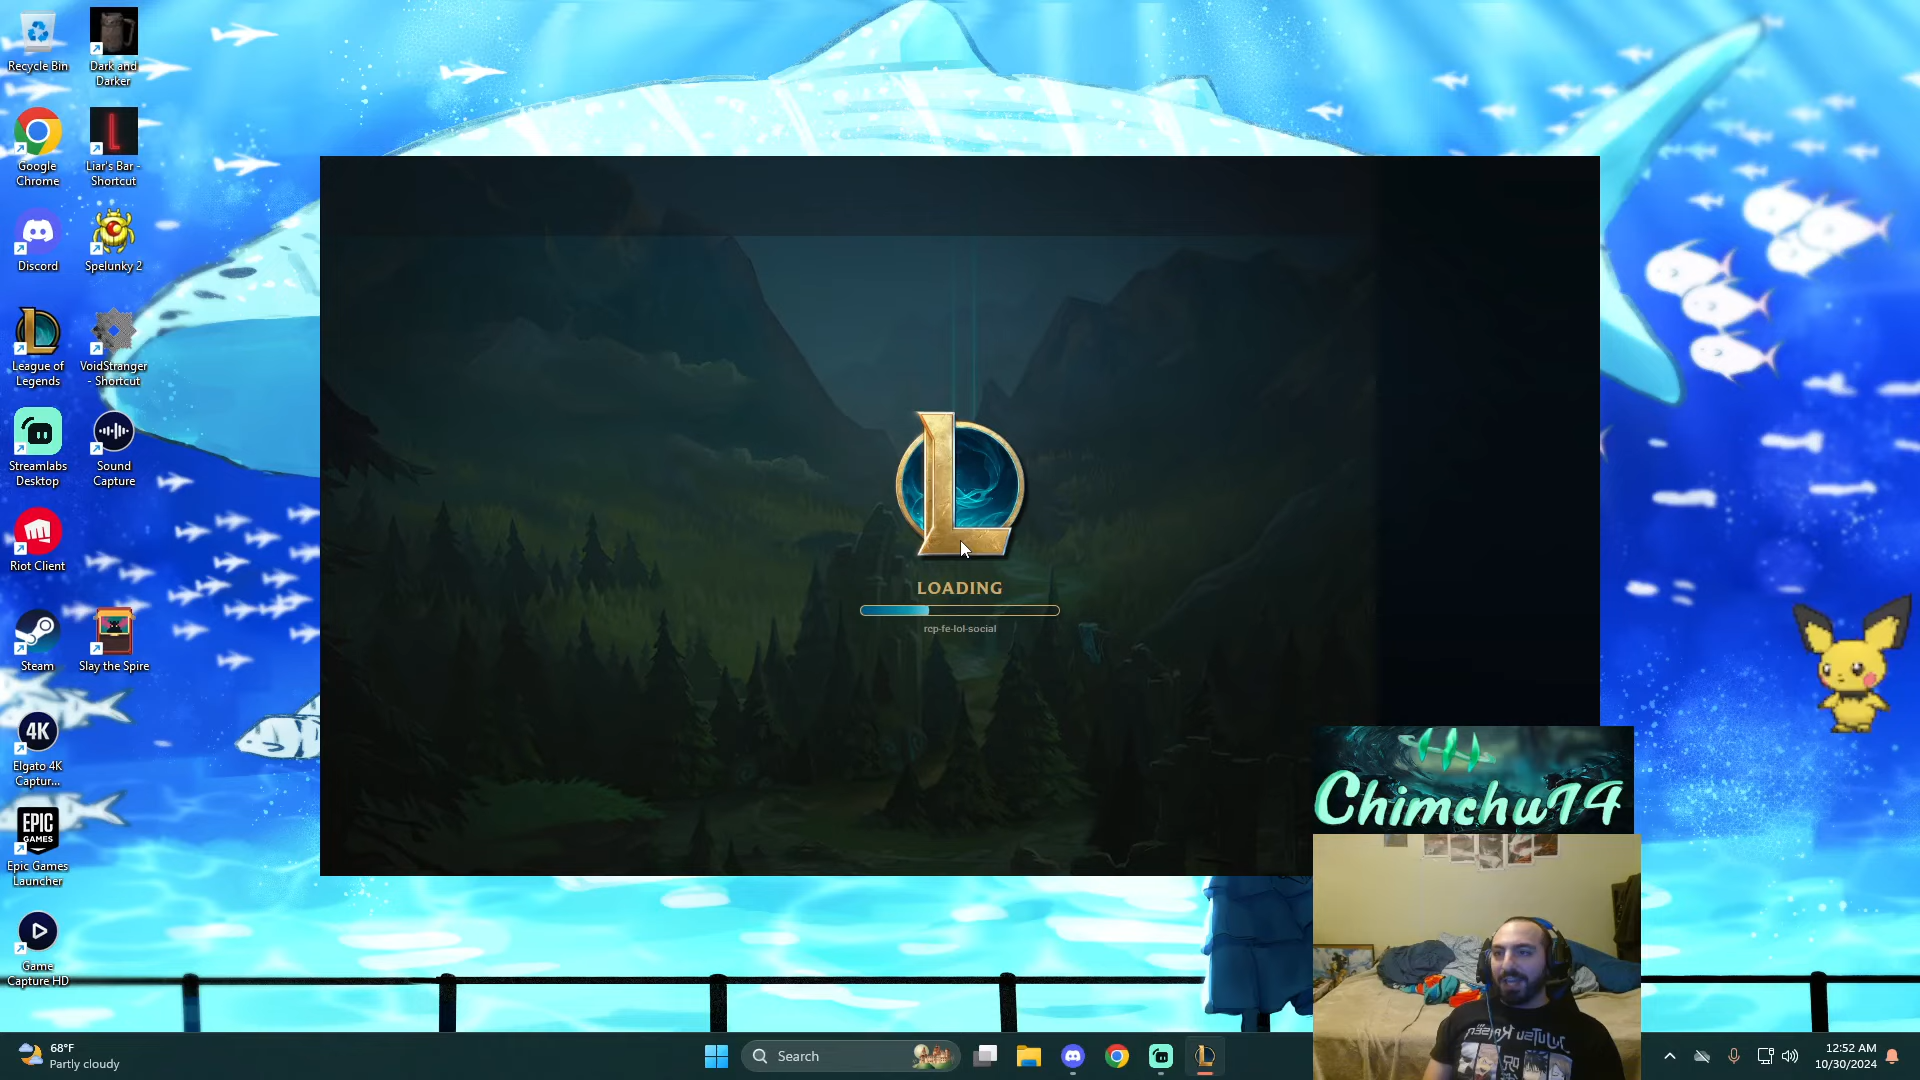 Recycle Bin
Dark and
Darker
Google
Chrome
Liar's Bar -
Shortcut
Discord
Spelunky 2
League of
Legends
VoidStranger
- Shortcut
Streamlabs
Desktop
Sound
Capture
Riot Client
Steam
Slay the Spire
4K
Elgato 4K
Captur...
EPIC
GAMES
Epic Games
Launcher
Game
Capture HD
LOADING
rcp-fe-lol-social
Chimchu14
68°F
Partly cloudy
Search
12:52 AM
10/30/2024